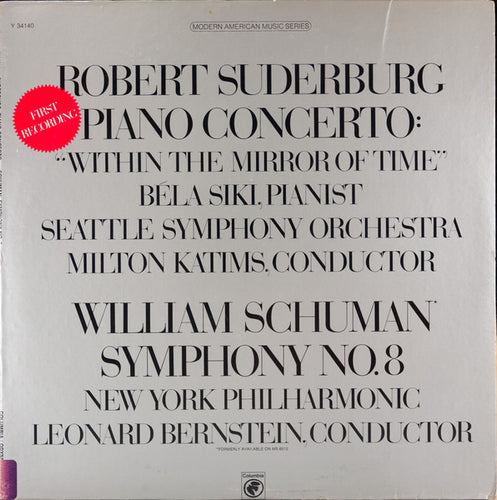 Y 34140
MODERN AMERICAN MUSIC SERIES
ROBERT SUDERBURG
FIRST
RECORDING
PIANO CONCERTO:
"WITHIN THE MIRROR OF TIME"
BÉLA SIKI, PIANIST
SEATTLE SYMPHONY ORCHESTRA
MILTON KATIMS, CONDUCTOR
WILLIAM SCHUMAN*
SYMPHONY NO. 8
NEW YORK PHILHARMONIC
LEONARD BERNSTEIN, CONDUCTOR
Columbia